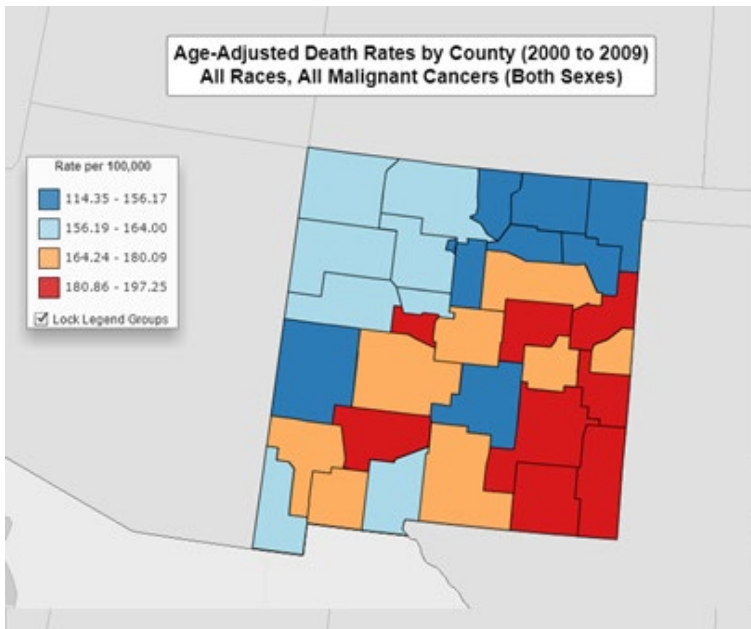 Age-Adjusted Death Rates by County (2000 to 2009)
All Races, All Malignant Cancers (Both Sexes)
Rate per 100,000
114.35 - 156.17
156.19 - 164.00
164.24 - 180.09
180.86 - 197.25
Lock Legend Groups